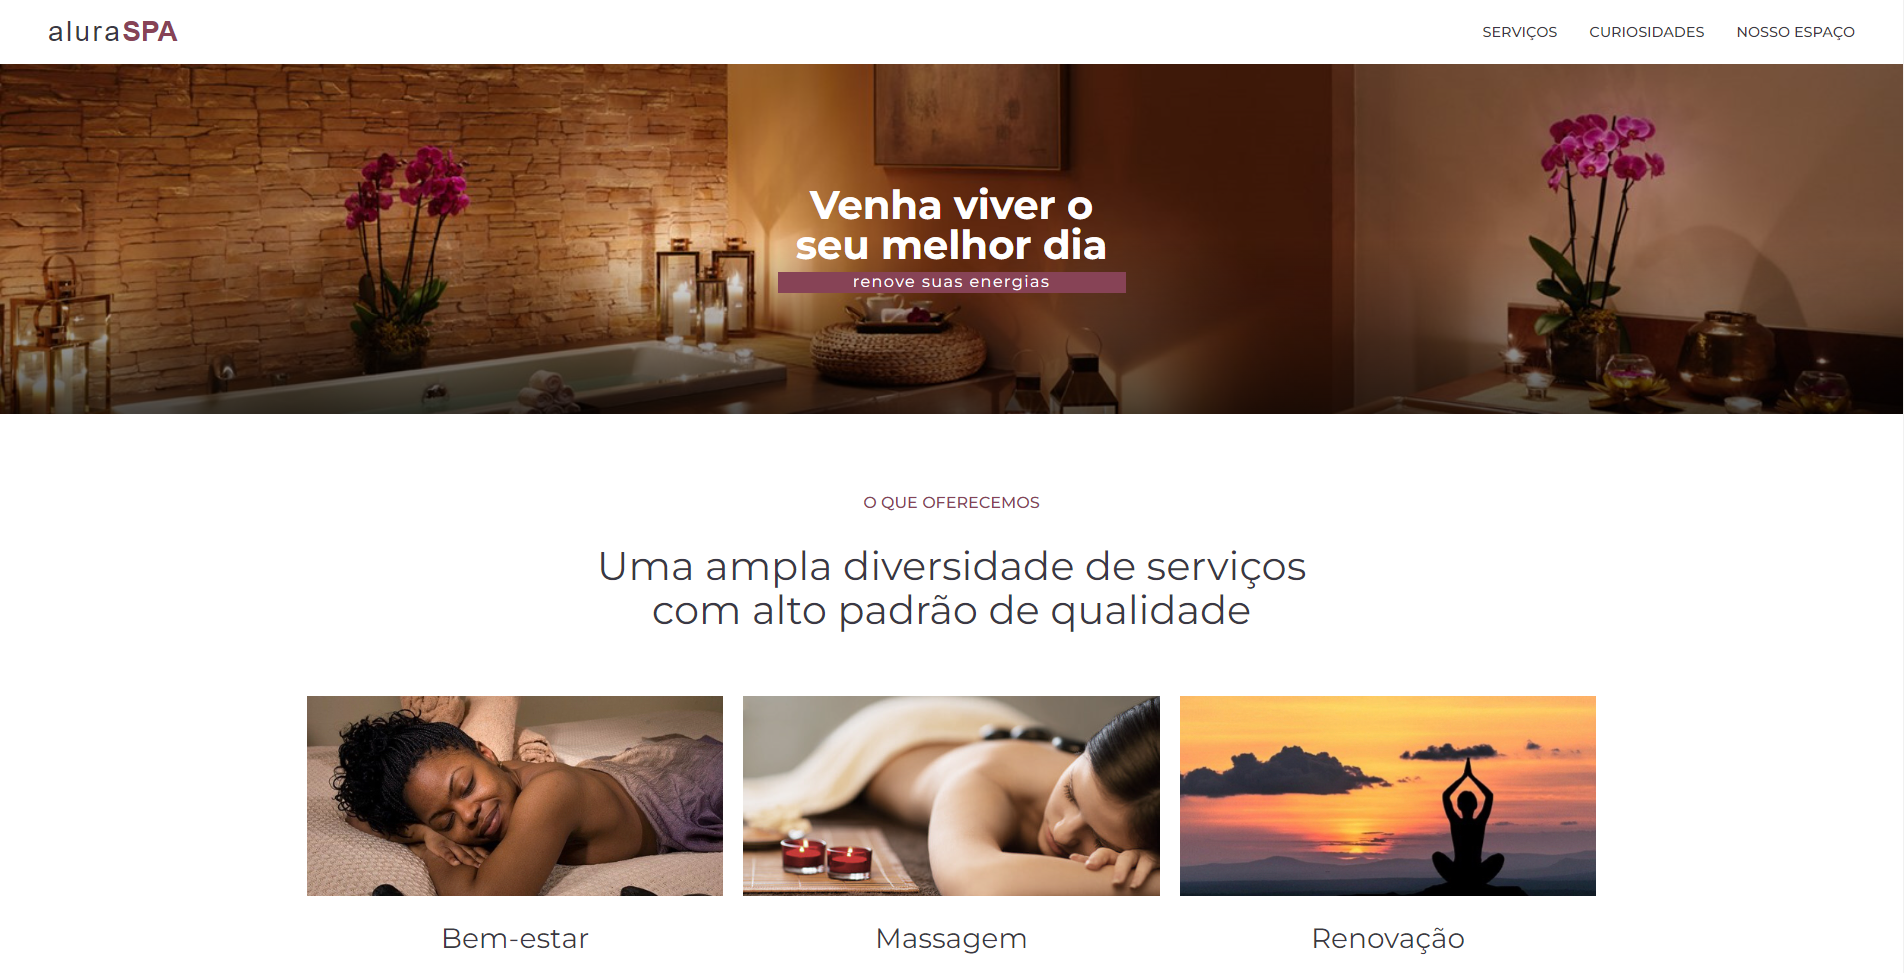 aluraSPA
SERVIÇOS CURIOSIDADES NOSSO ESPAÇO
Venha viver o
seu melhor dia
renove suas energias
O QUE OFERECEMOS
Uma ampla diversidade de serviços
com alto padrão de qualidade
Bem-estar
Massagem
Renovação